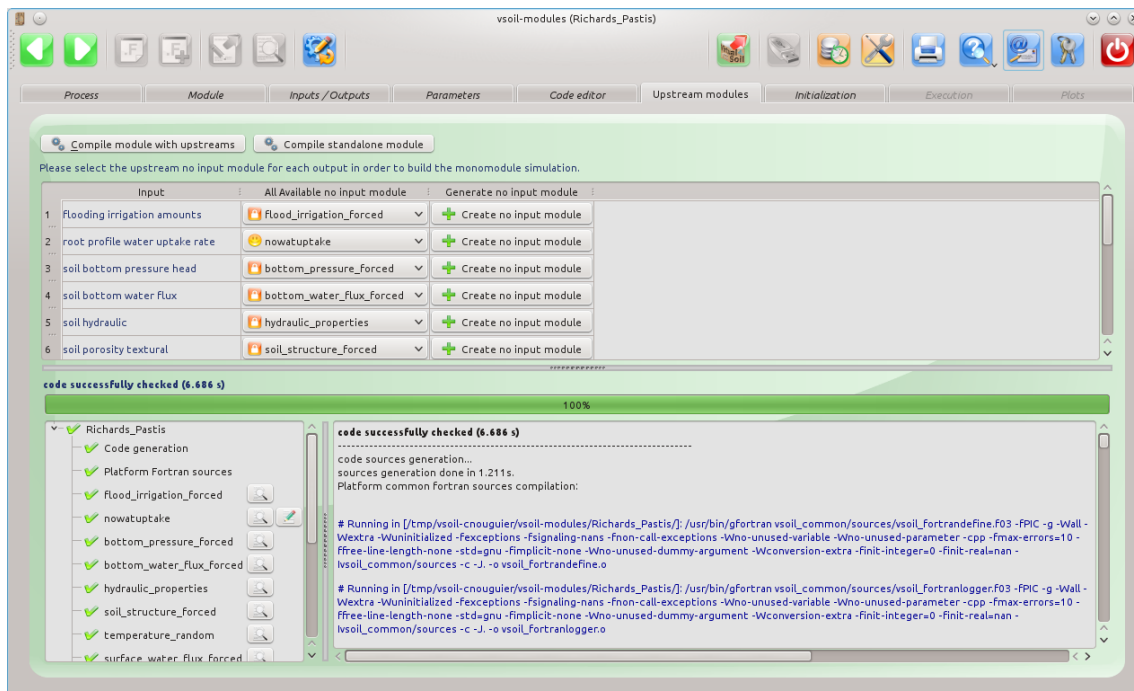 vsoil-modules (Richards_Pastis)
.F
.F
Soil
Process
Module
Inputs / Outputs
Parameters
Code editor
Upstream modules
Initialization
Execution
Plots
Compile module with upstreams
Compile standalone module
Please select the upstream no input module for each output in order to build the monomodule simulation.
Input All Available no input module Generate no input module
1 flooding irrigation amounts flood_irrigation_forced Create no input module
2 root profile water uptake rate nowatuptake Create no input module
3 soil bottom pressure head bottom_pressure_forced Create no input module
4 soil bottom water flux bottom_water_flux_forced Create no input module
5 soil hydraulic hydraulic_properties Create no input module
6 soil porosity textural soil_structure_forced Create no input module
code successfully checked (6.686 s)
100%
Richards_Pastis
Code generation
Platform Fortran sources
flood_irrigation_forced
nowatuptake
bottom_pressure_forced
bottom_water_flux_forced
hydraulic_properties
soil_structure_forced
temperature_random
surface_water_flux_forced
code successfully checked (6.686 s)
--------------------------------------------------------------------------------
code sources generation...
sources generation done in 1.211s.
Platform common fortran sources compilation:
# Running in [/tmp/vsoil-cnouguier/vsoil-modules/Richards_Pastis/]: /usr/bin/gfortran vsoil_common/sources/vsoil_fortrandefine.f03 -fPIC -g -Wall -
Wextra -Wuninitialized -fexceptions -fsignaling-nans -fnon-call-exceptions -Wno-unused-variable -Wno-unused-parameter -cpp -fmax-errors=10 -
ffree-line-length-none -std=gnu -fimplicit-none -Wno-unused-dummy-argument -Wconversion-extra -finit-integer=0 -finit-real=nan -
Ivsoil_common/sources -c -J. -o vsoil_fortrandefine.o
# Running in [/tmp/vsoil-cnouguier/vsoil-modules/Richards_Pastis/]: /usr/bin/gfortran vsoil_common/sources/vsoil_fortranlogger.f03 -fPIC -g -Wall -
Wextra -Wuninitialized -fexceptions -fsignaling-nans -fnon-call-exceptions -Wno-unused-variable -Wno-unused-parameter -cpp -fmax-errors=10 -
ffree-line-length-none -std=gnu -fimplicit-none -Wno-unused-dummy-argument -Wconversion-extra -finit-integer=0 -finit-real=nan -
Ivsoil_common/sources -c -J. -o vsoil_fortranlogger.o